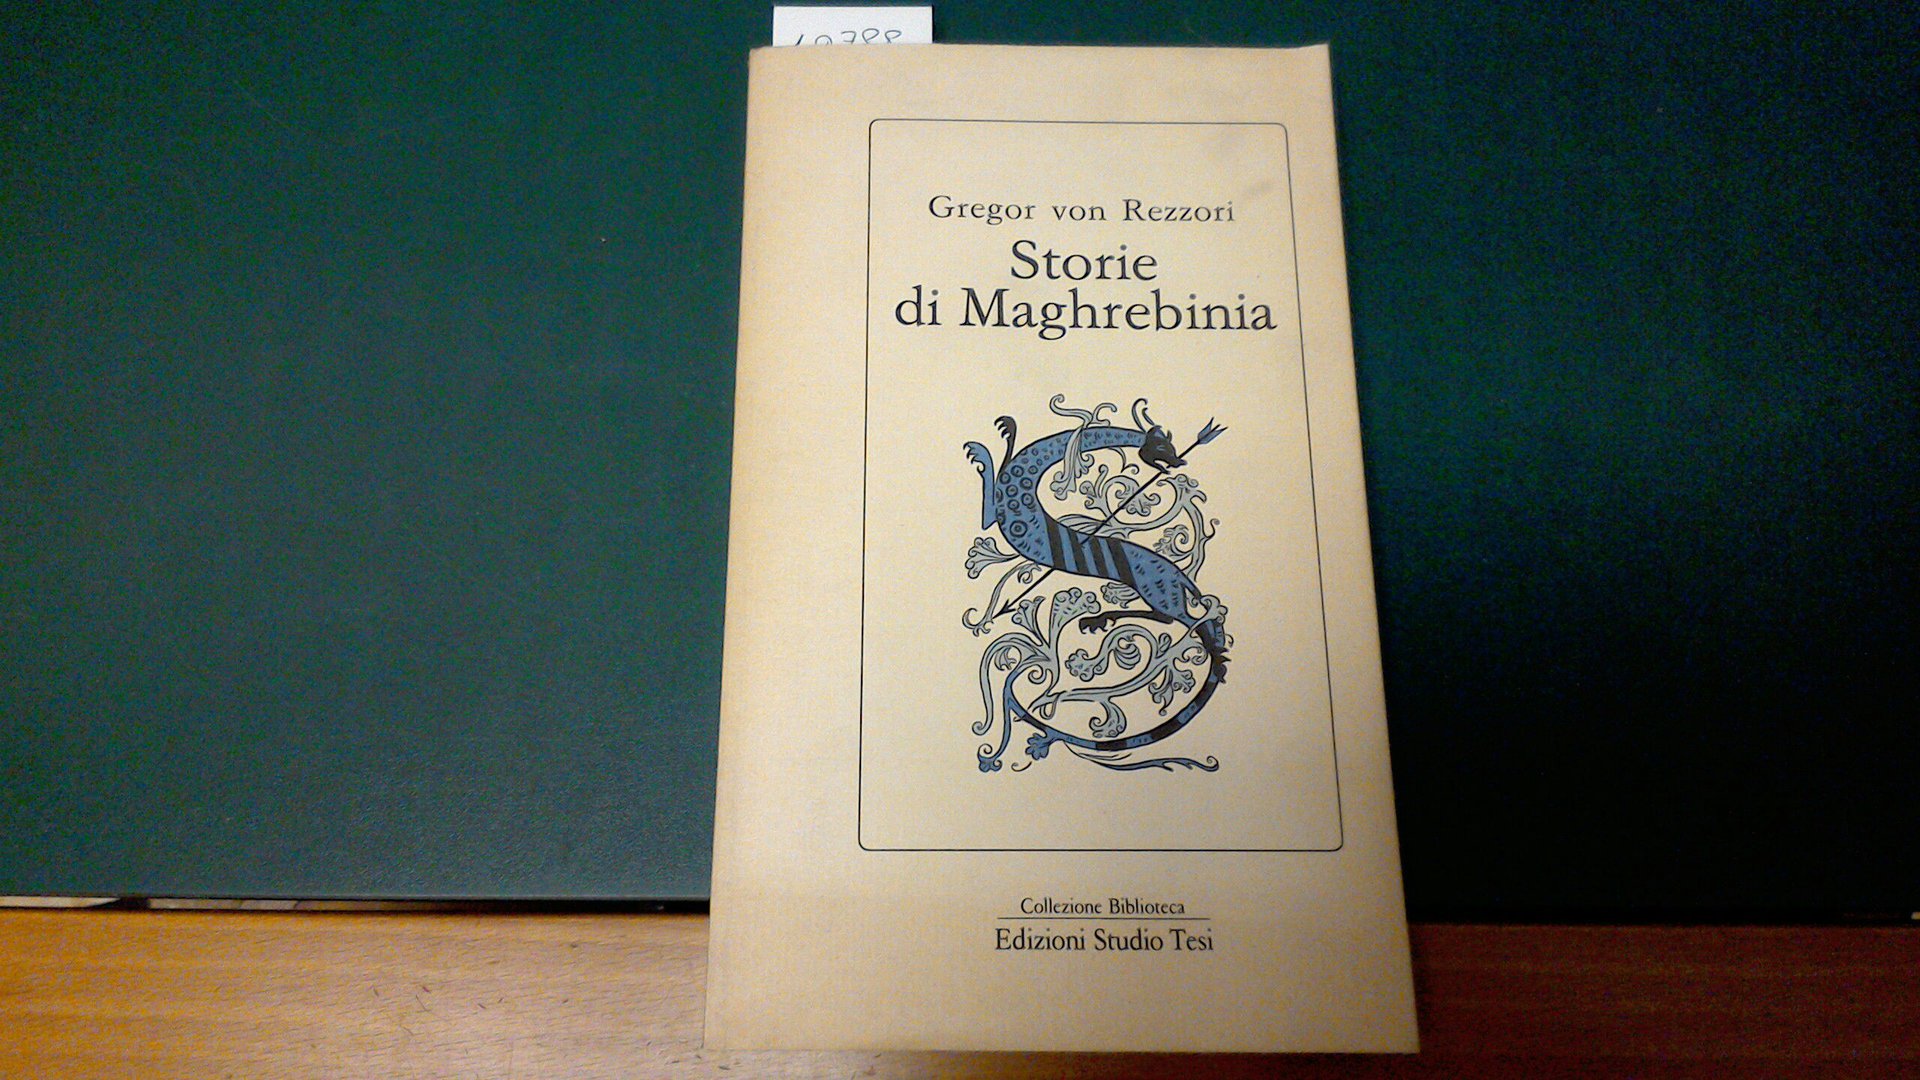 Gregor von Rezzori
Storie
di Maghrebinia
Collezione Biblioteca
Edizioni Studio Tesi